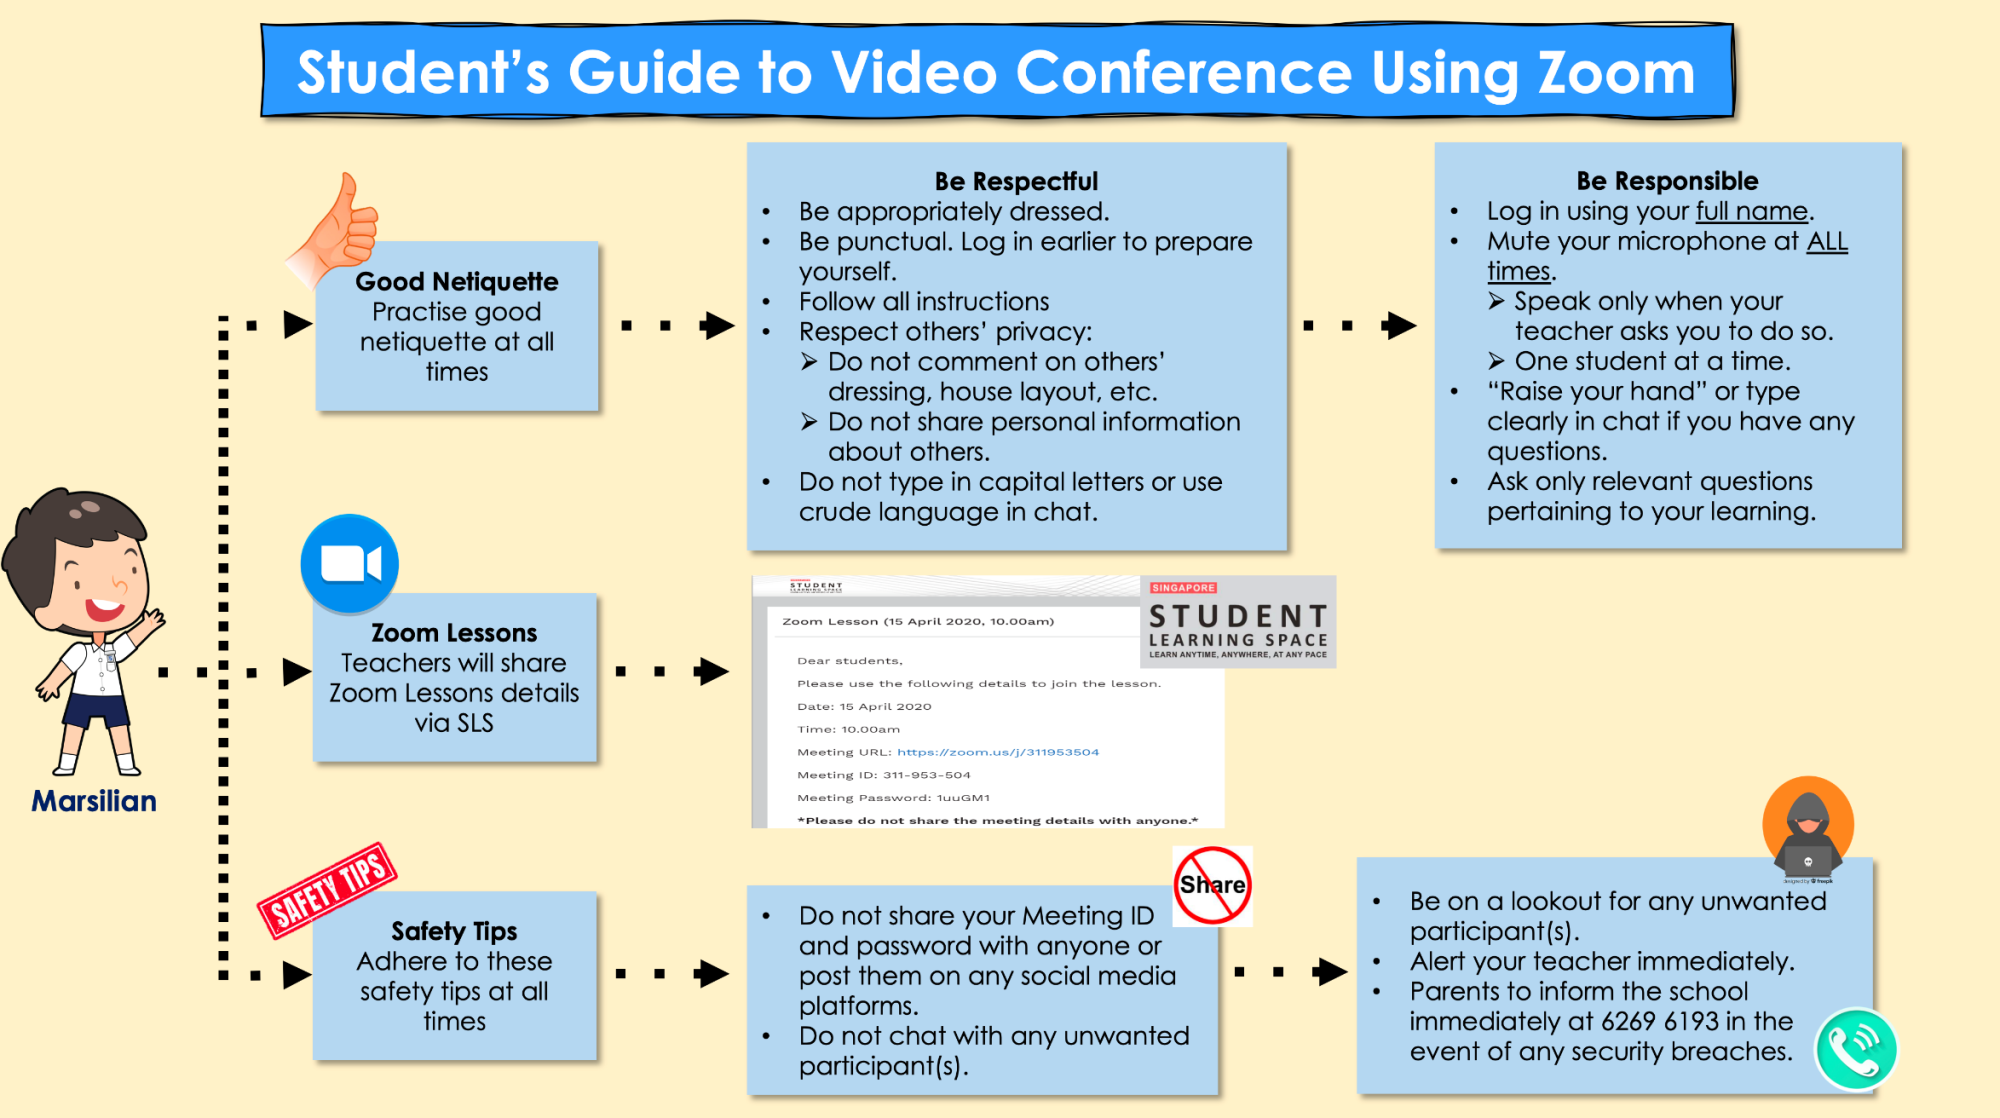 Student's Guide to Video Conference Using Zoom
Good Netiquette
Practise good
netiquette at all
times
Be Respectful
• Be appropriately dressed.
• Be punctual. Log in earlier to prepare
yourself.
• Follow all instructions
• Respect others' privacy:
➢ Do not comment on others'
dressing, house layout, etc.
➢ Do not share personal information
about others.
• Do not type in capital letters or use
crude language in chat.
Be Responsible
• Log in using your full name.
• Mute your microphone at ALL
times.
➢ Speak only when your
teacher asks you to do so.
➢ One student at a time.
• “Raise your hand” or type
clearly in chat if you have any
questions.
• Ask only relevant questions
pertaining to your learning.
Marsilian
Zoom Lessons
Teachers will share
Zoom Lessons details
via SLS
STUDENT
LEARNING SPACE
Zoom Lesson (15 April 2020, 10.00am)
Dear students,
Please use the following details to join the lesson.
Date: 15 April 2020
Time: 10.00am
Meeting URL: https://zoom.us/j/311953504
Meeting ID: 311-953-504
Meeting Password: 1uuGM1
*Please do not share the meeting details with anyone.*
SINGAPORE
STUDENT
LEARNING SPACE
LEARN ANYTIME, ANYWHERE, AT ANY PACE
SAFETY TIPS
Safety Tips
Adhere to these
safety tips at all
times
Share
• Do not share your Meeting ID
and password with anyone or
post them on any social media
platforms.
• Do not chat with any unwanted
participant(s).
designed by freepik
• Be on a lookout for any unwanted
participant(s).
• Alert your teacher immediately.
• Parents to inform the school
immediately at 6269 6193 in the
event of any security breaches.